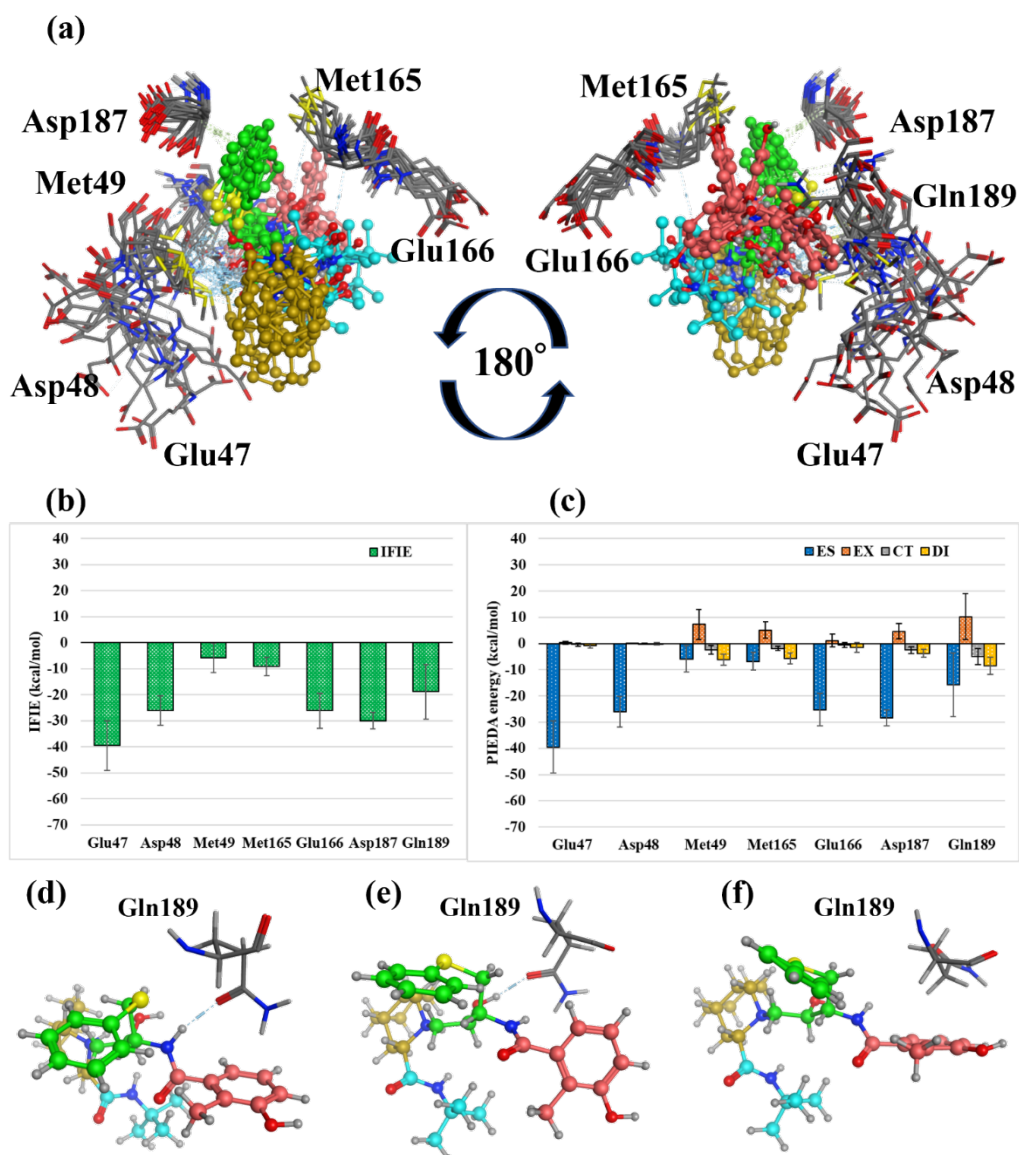 (a)
Met165
Asp187
Met49
Glu166
Asp48
Glu47
Met165
Asp187
Gln189
Glu166
Asp48
Glu47
180°
(b)
(c)
IFIE
40
30
20
10
0
-10
-20
-30
-40
-50
-60
-70
IFIE (kcal/mol)
Glu47 Asp48 Met49 Met165 Glu166 Asp187 Gln189
ES EX CT DI
40
30
20
10
0
-10
-20
-30
-40
-50
-60
-70
PIEDA energy (kcal/mol)
Glu47 Asp48 Met49 Met165 Glu166 Asp187 Gln189
(d)
Gln189
(e)
Gln189
(f)
Gln189